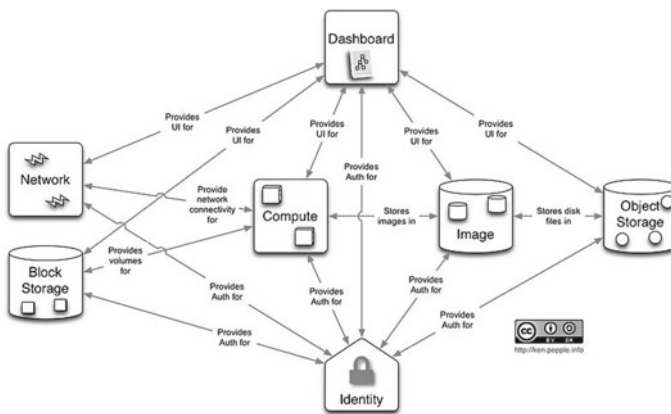 Dashboard
Provides
UI for
Provides
UI for
Provides
UI for
Provides
UI for
Provides
UI for
Provides
Auth for
Network
Provide
network
connectivity
for
Compute
Stores
images in
Image
Stores disk
files in
Object
Storage
Block
Storage
Provides
volumes
for
Provides
Auth for
Provides
Auth for
Provides
Auth for
Provides
Auth for
Provides
Auth for
Identity
cc
BY
http://ken.pepple.info